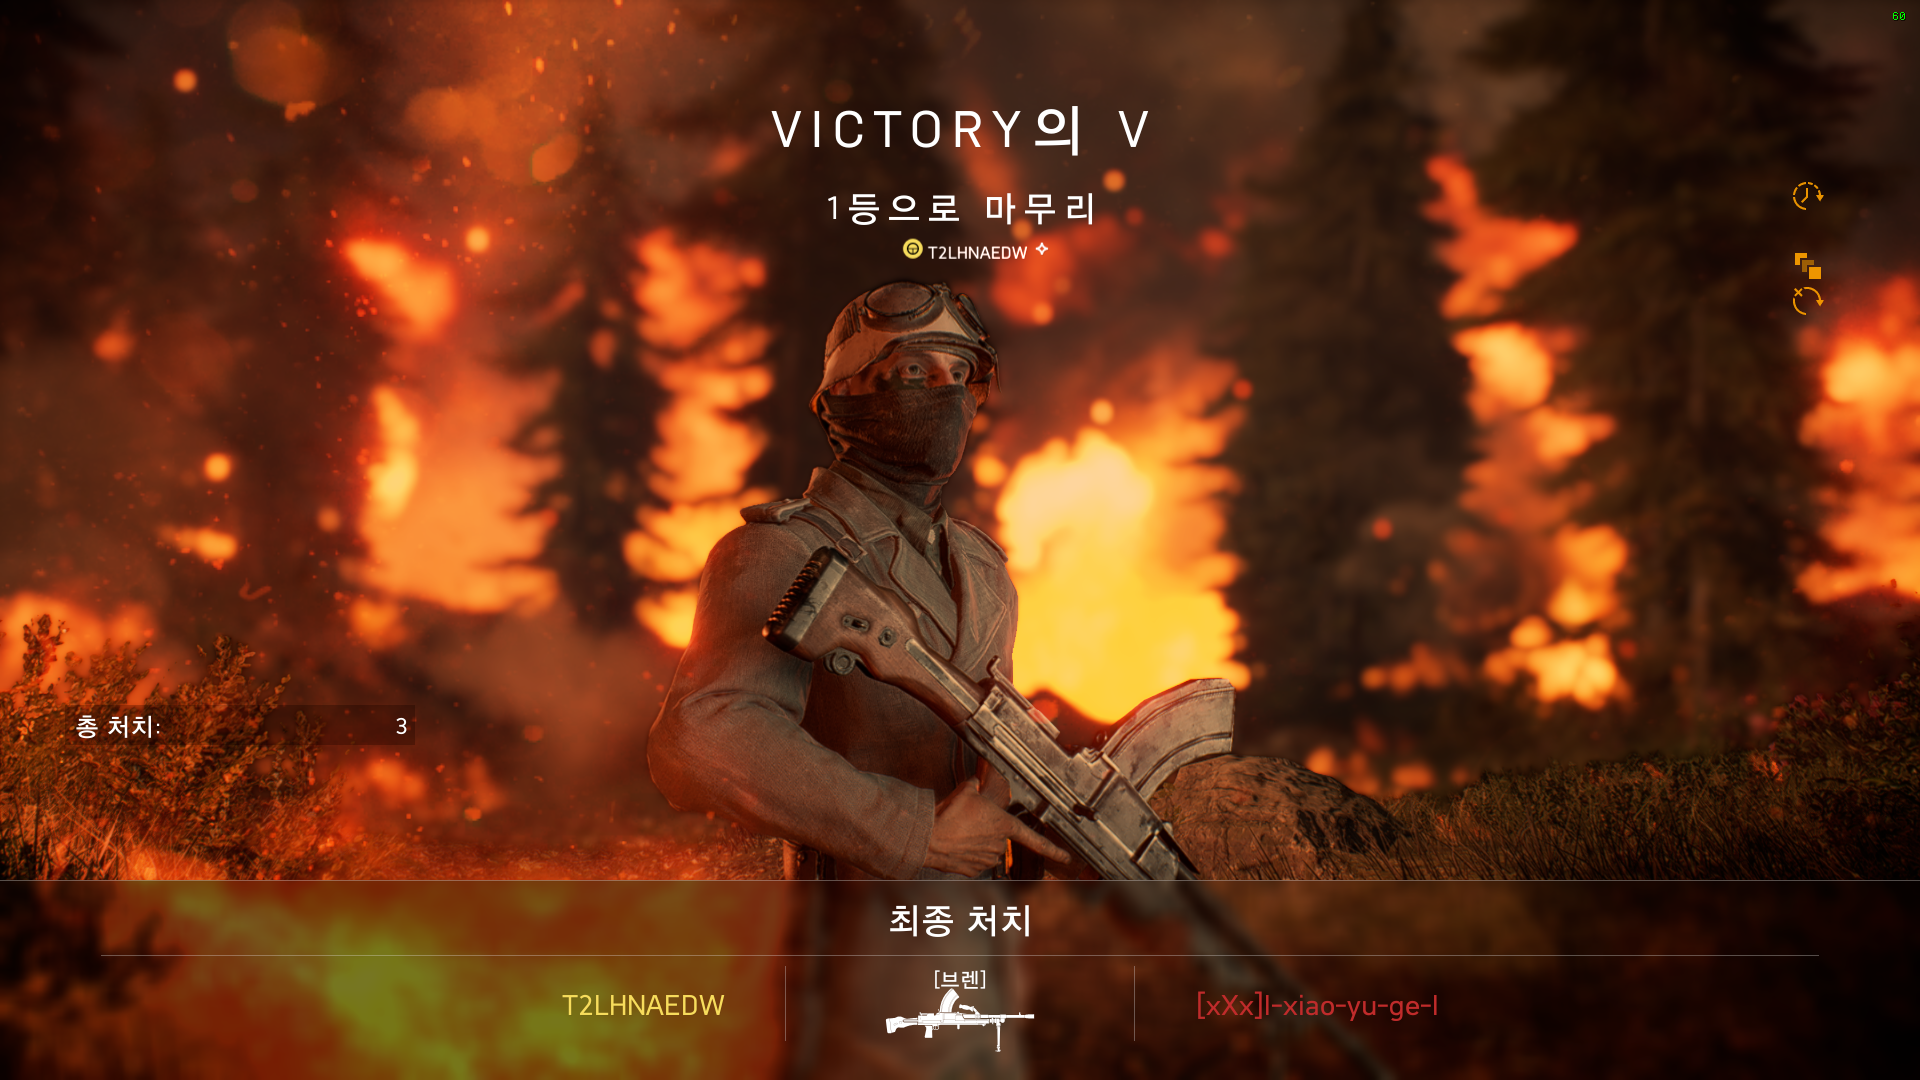 60
VICTORY의 V
1등으로 마무리
T2LHNAEDW
총 처치: 3
최종 처치
[브렌]
T2LHNAEDW
[xXx]I-xiao-yu-ge-I